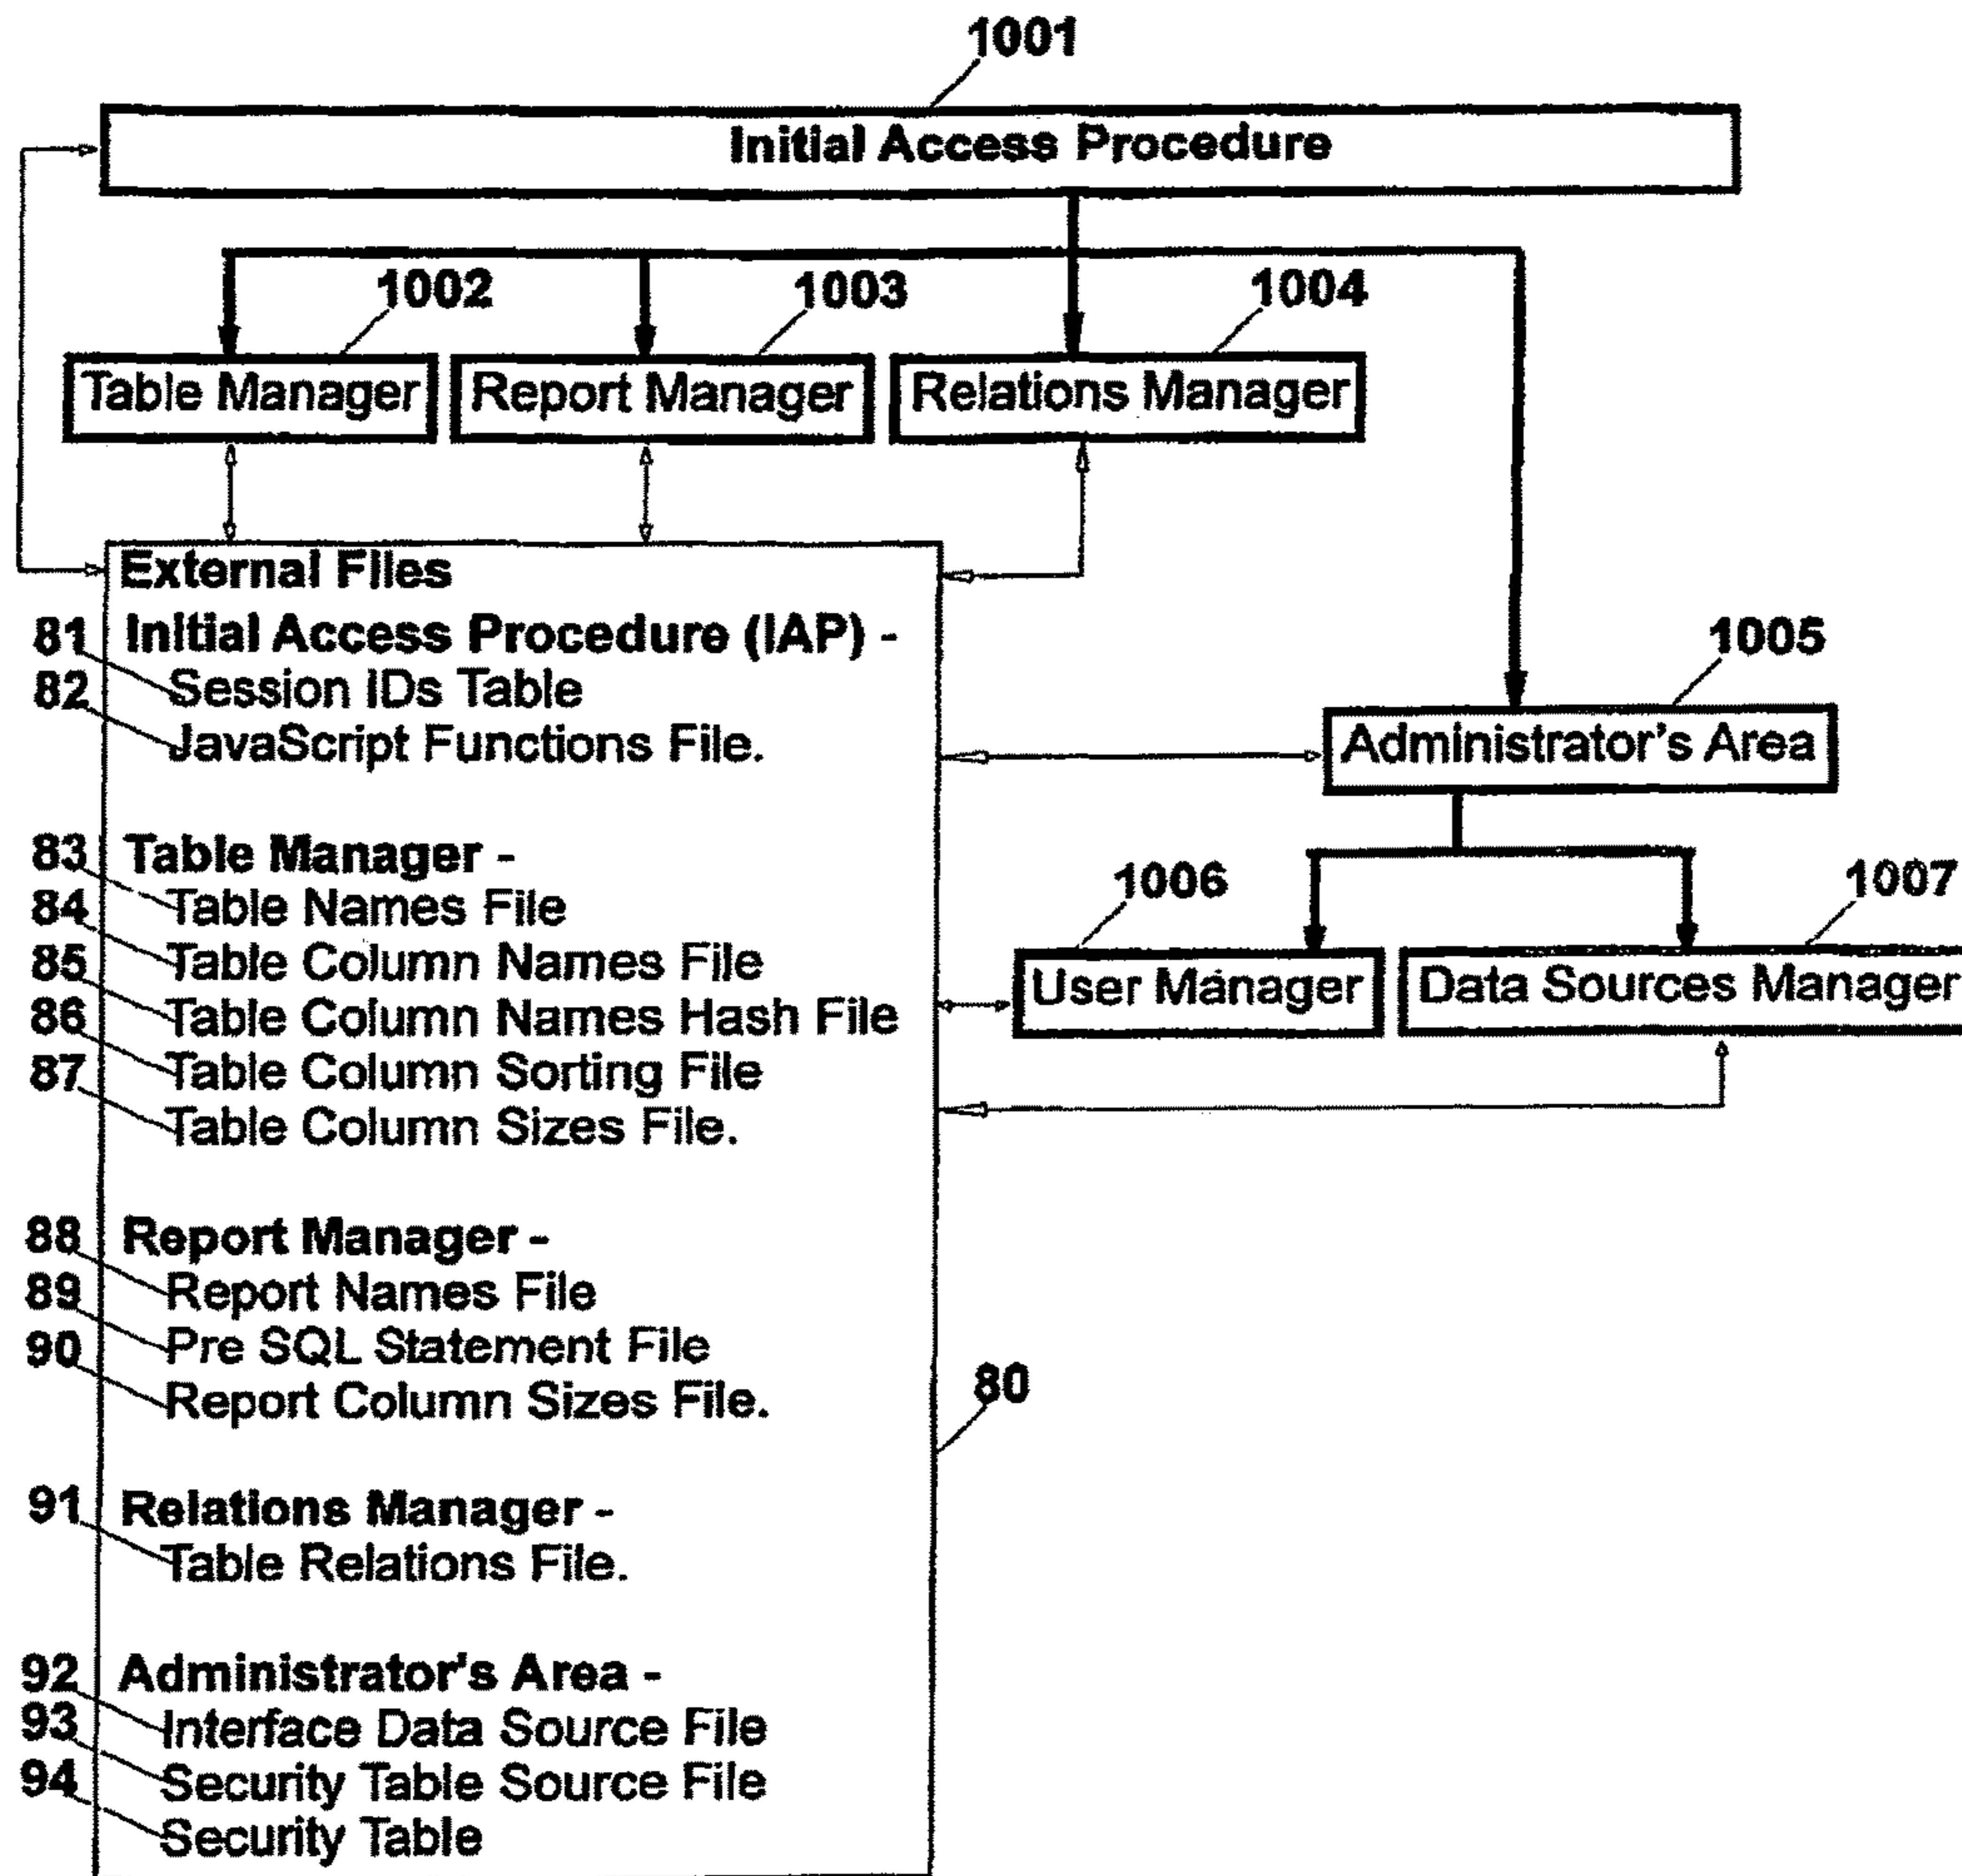 1001
Initial Access Procedure
1002
1003
1004
Table Manager
Report Manager
Relations Manager
External Files
81 Initial Access Procedure (IAP) -
82 Session IDs Table
JavaScript Functions File.
1005
Administrator's Area
83 Table Manager -
84 Table Names File
85 Table Column Names File
86 Table Column Names Hash File
87 Table Column Sorting File
Table Column Sizes File.
1006
1007
User Manager
Data Sources Manager
88 Report Manager -
89 Report Names File
90 Pre SQL Statement File
Report Column Sizes File.
80
91 Relations Manager -
Table Relations File.
92 Administrator's Area -
93 Interface Data Source File
94 Security Table Source File
Security Table